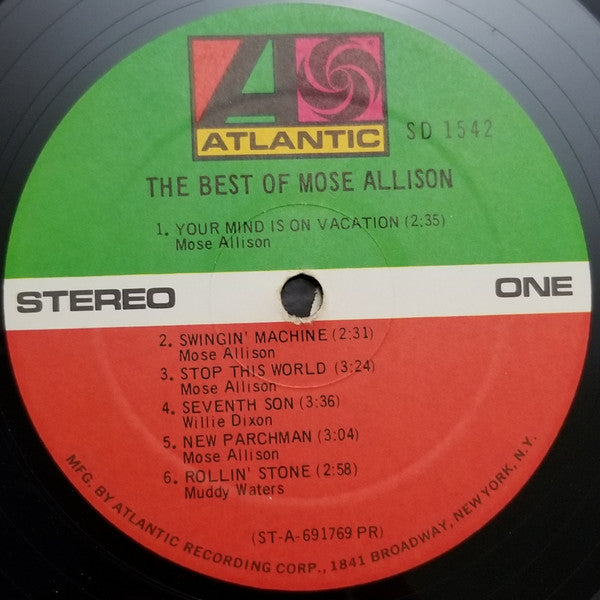 ATLANTIC
SD 1542
THE BEST OF MOSE ALLISON
1. YOUR MIND IS ON VACATION (2:35)
Mose Allison
STEREO
ONE
2. SWINGIN' MACHINE (2:31)
Mose Allison
3. STOP THIS WORLD (3:24)
Mose Allison
4. SEVENTH SON (3:36)
Willie Dixon
5. NEW PARCHMAN (3:04)
Mose Allison
6. ROLLIN' STONE (2:58)
Muddy Waters
(ST-A-691769 PR)
MFG. BY ATLANTIC RECORDING CORP., 1841 BROADWAY, NEW YORK, N.Y.